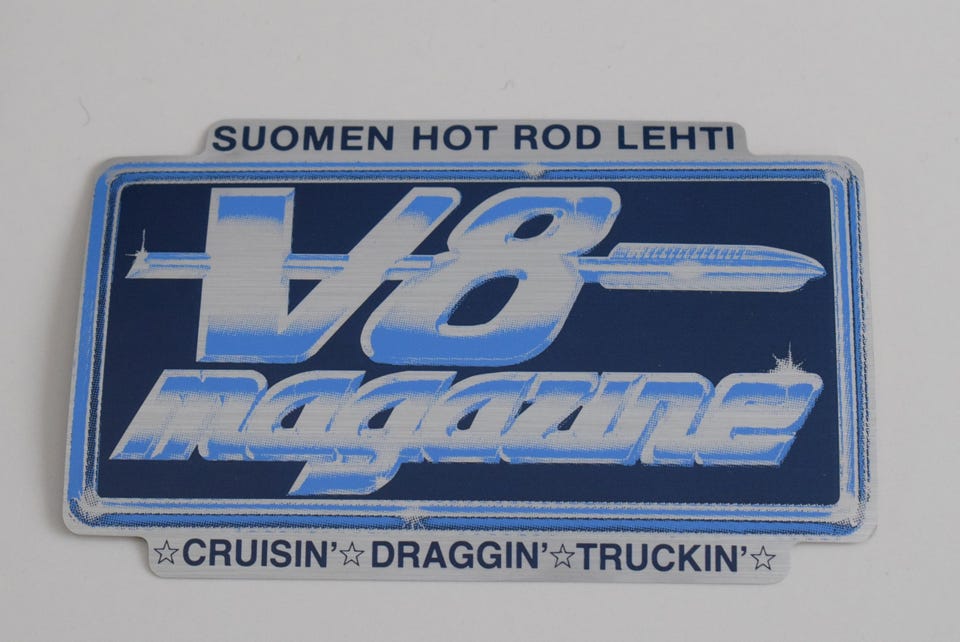 SUOMEN HOT ROD LEHTI
V8
magazine
☆CRUISIN'☆DRAGGIN'☆TRUCKIN'☆